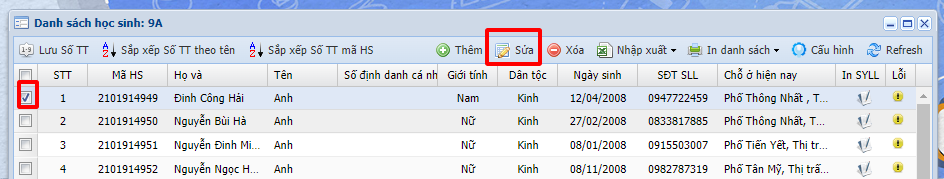 Danh sách học sinh: 9A
Lưu Số TT Sắp xếp Số TT theo tên Sắp xếp Số TT mã HS Thêm Sửa Xóa Nhập xuất In danh sách Cấu hình Refresh
STT Mã HS Họ và Tên Số định danh cá nh Giới tính Dân tộc Ngày sinh SĐT SLL Chỗ ở hiện nay In SYLL Lỗi
1 2101914949 Đinh Công Hải Anh Nam Kinh 12/04/2008 0947722459 Phố Thông Nhất , T...
2 2101914950 Nguyễn Bùi Hà Anh Nữ Kinh 27/02/2008 0833817885 Phố Thông Nhất, T...
3 2101914951 Nguyễn Đinh Mi... Anh Nữ Kinh 08/01/2008 0915503007 Phố Tiến Yết, Thị tr...
4 2101914952 Nguyễn Ngọc H... Anh Nữ Kinh 08/11/2008 0982787319 Phố Tân Mỹ, Thị trấ...